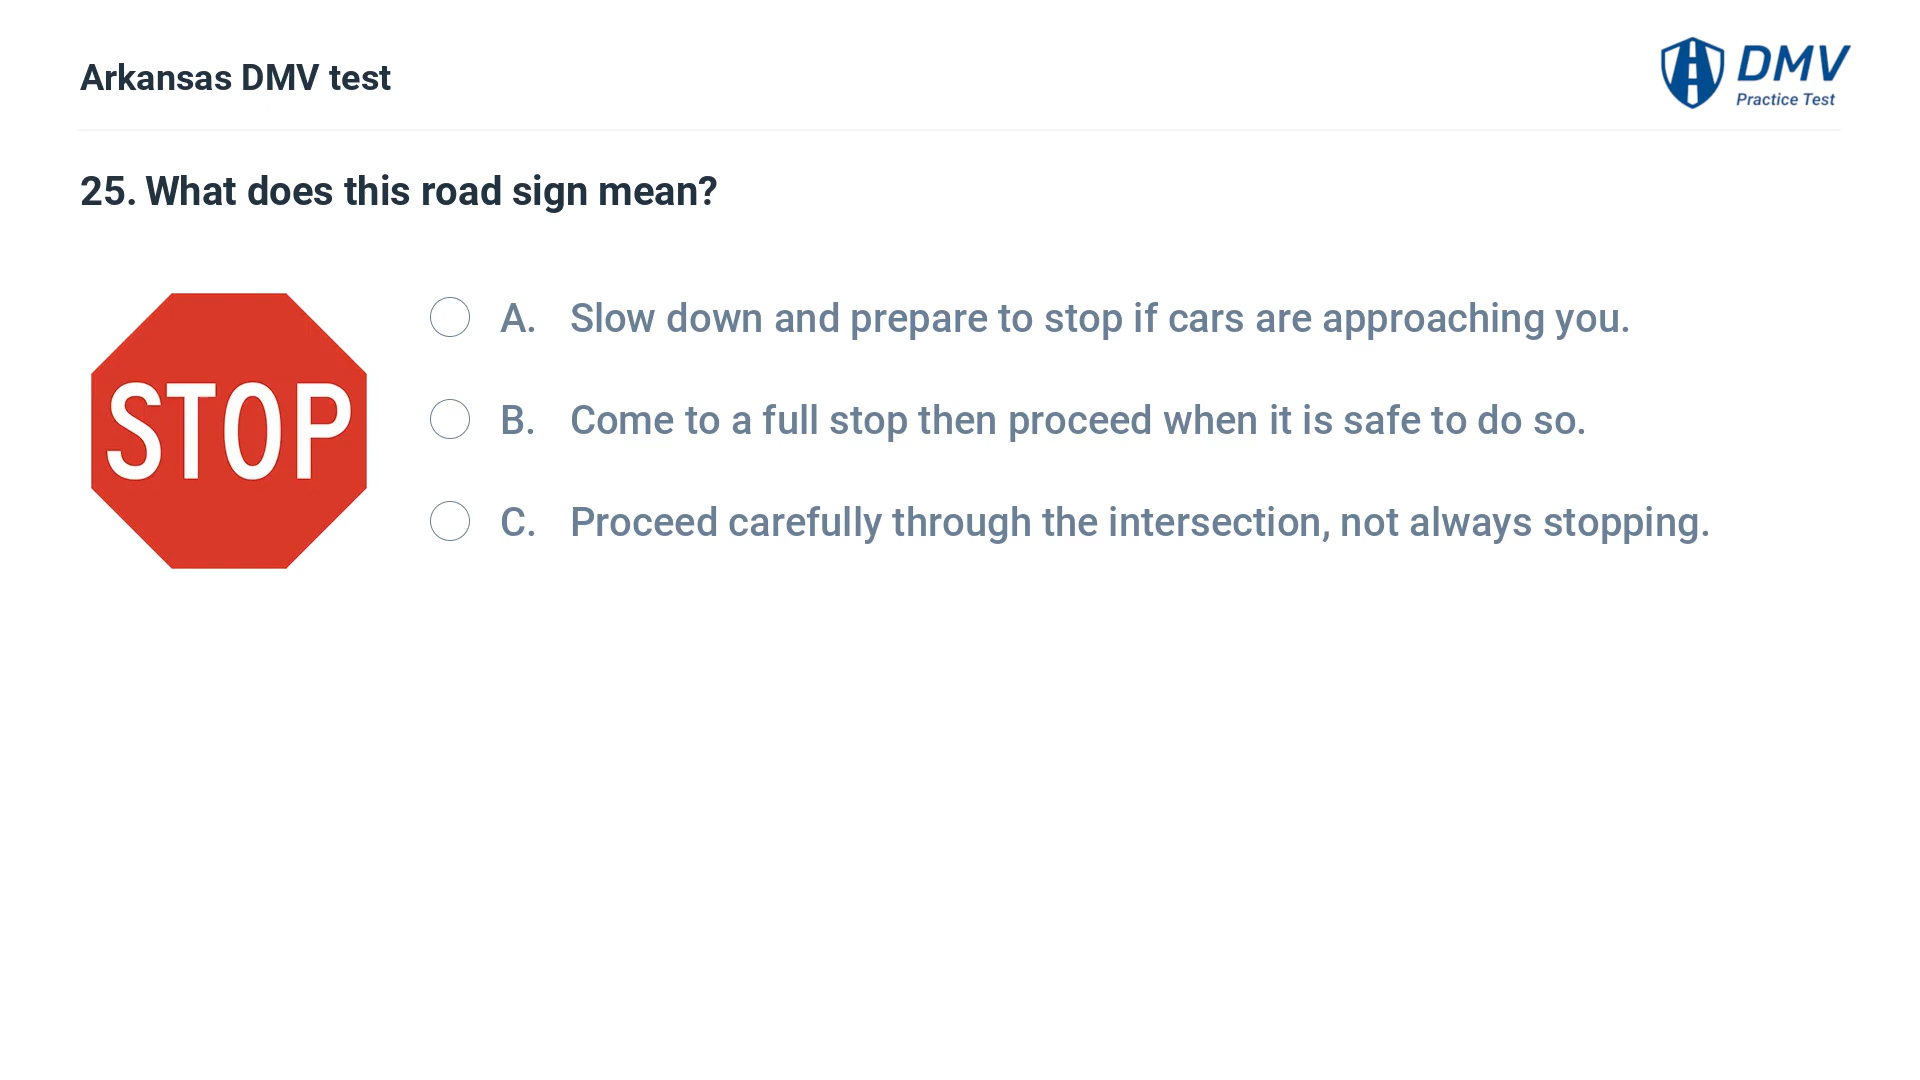 Arkansas DMV test
DMV
Practice Test
25. What does this road sign mean?
STOP
A. Slow down and prepare to stop if cars are approaching you.
B. Come to a full stop then proceed when it is safe to do so.
C. Proceed carefully through the intersection, not always stopping.